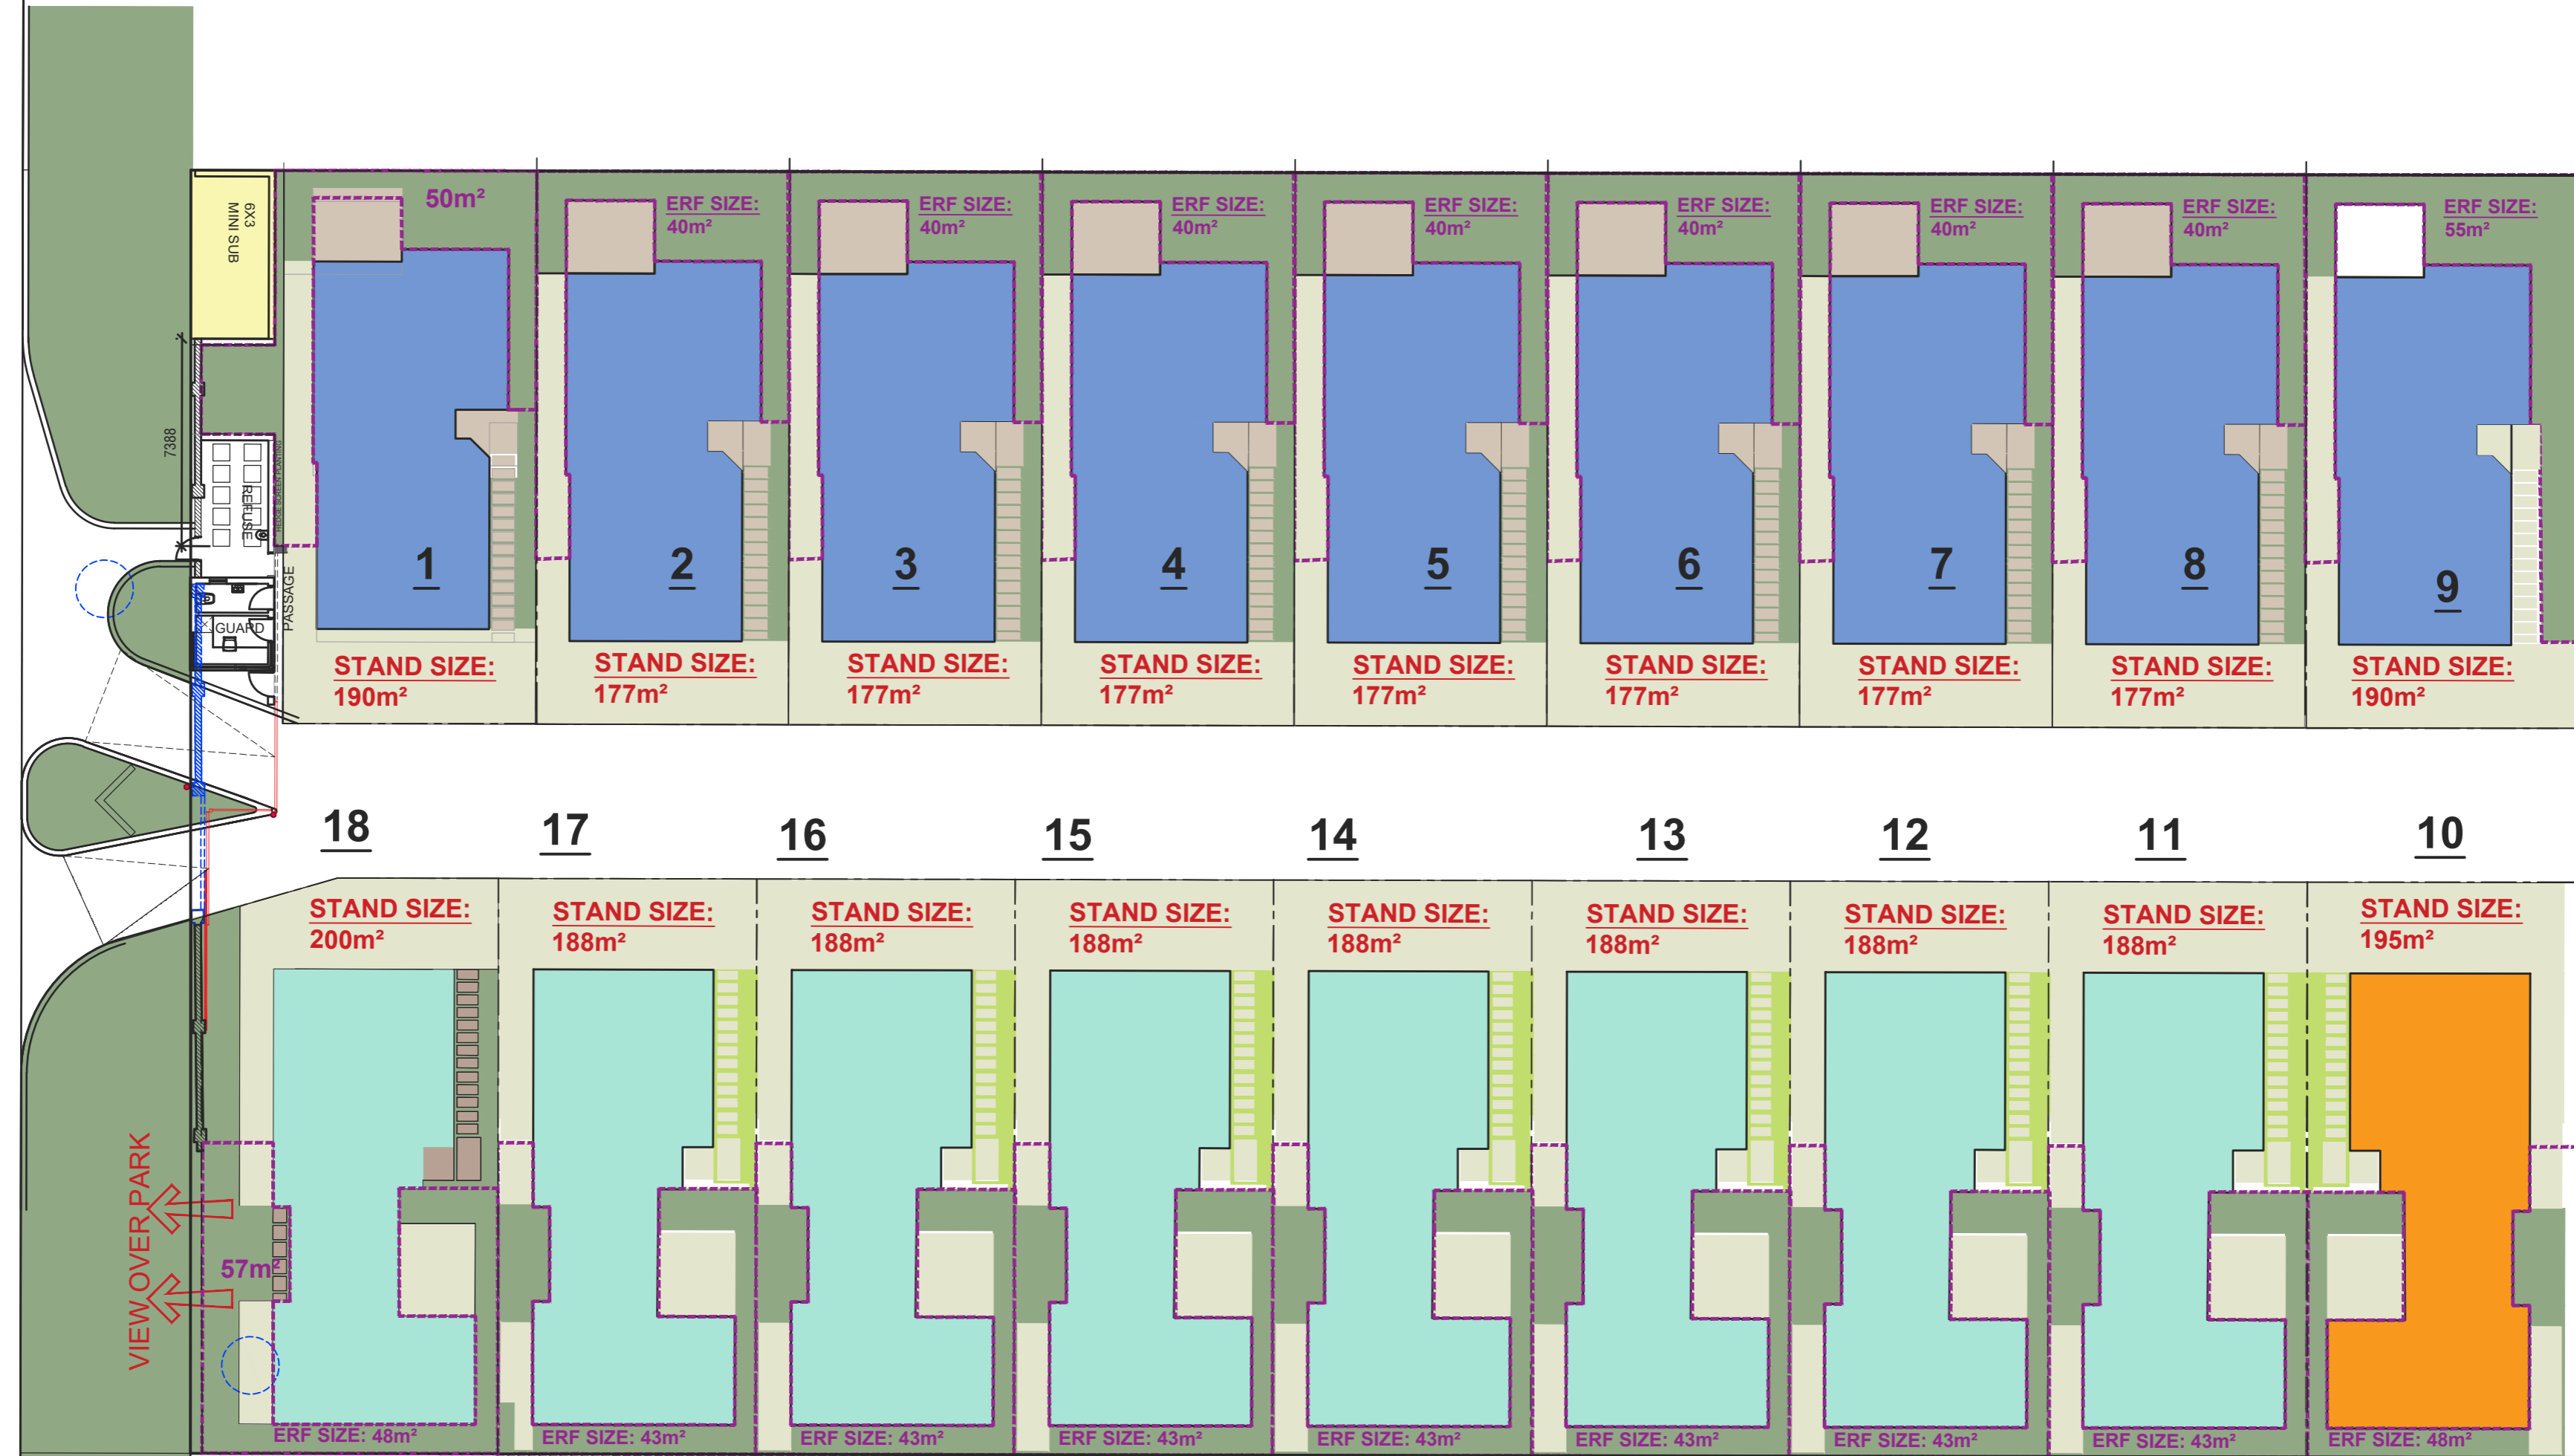 50m²
ERF SIZE:
40m²
ERF SIZE:
40m²
ERF SIZE:
40m²
ERF SIZE:
40m²
ERF SIZE:
40m²
ERF SIZE:
40m²
ERF SIZE:
40m²
ERF SIZE:
55m²
6X3
MINI SUB
7388
REFUSE
PASSAGE
GUARD
1
2
3
4
5
6
7
8
9
STAND SIZE:
190m²
STAND SIZE:
177m²
STAND SIZE:
177m²
STAND SIZE:
177m²
STAND SIZE:
177m²
STAND SIZE:
177m²
STAND SIZE:
177m²
STAND SIZE:
177m²
STAND SIZE:
190m²
18
17
16
15
14
13
12
11
10
STAND SIZE:
200m²
STAND SIZE:
188m²
STAND SIZE:
188m²
STAND SIZE:
188m²
STAND SIZE:
188m²
STAND SIZE:
188m²
STAND SIZE:
188m²
STAND SIZE:
188m²
STAND SIZE:
195m²
VIEW OVER PARK
57m²
ERF SIZE: 48m²
ERF SIZE: 43m²
ERF SIZE: 43m²
ERF SIZE: 43m²
ERF SIZE: 43m²
ERF SIZE: 43m²
ERF SIZE: 43m²
ERF SIZE: 43m²
ERF SIZE: 48m²